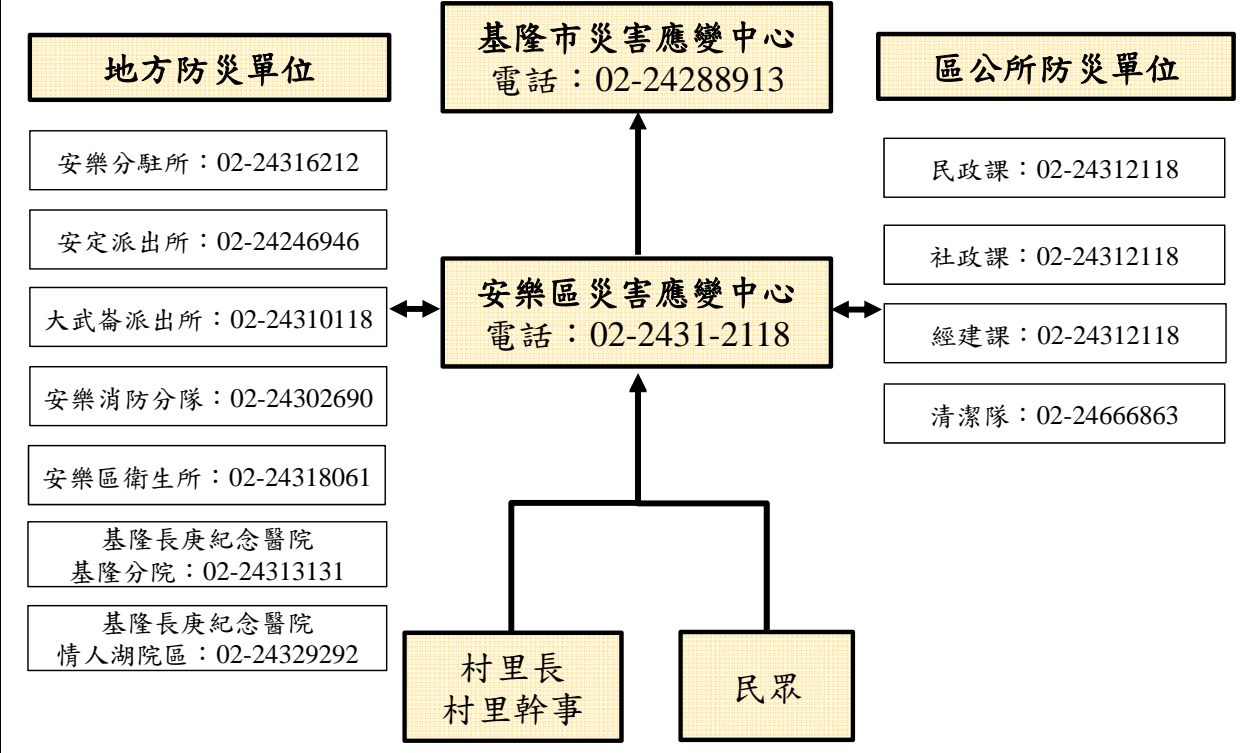 基隆市災害應變中心
電話：02-24288913
地方防災單位
安樂分駐所：02-24316212
安定派出所：02-24246946
大武崙派出所：02-24310118
安樂消防分隊：02-24302690
安樂區衛生所：02-24318061
基隆長庚紀念醫院
基隆分院：02-24313131
基隆長庚紀念醫院
情人湖院區：02-24329292
安樂區災害應變中心
電話：02-2431-2118
村里長
村里幹事
民眾
區公所防災單位
民政課：02-24312118
社政課：02-24312118
經建課：02-24312118
清潔隊：02-24666863